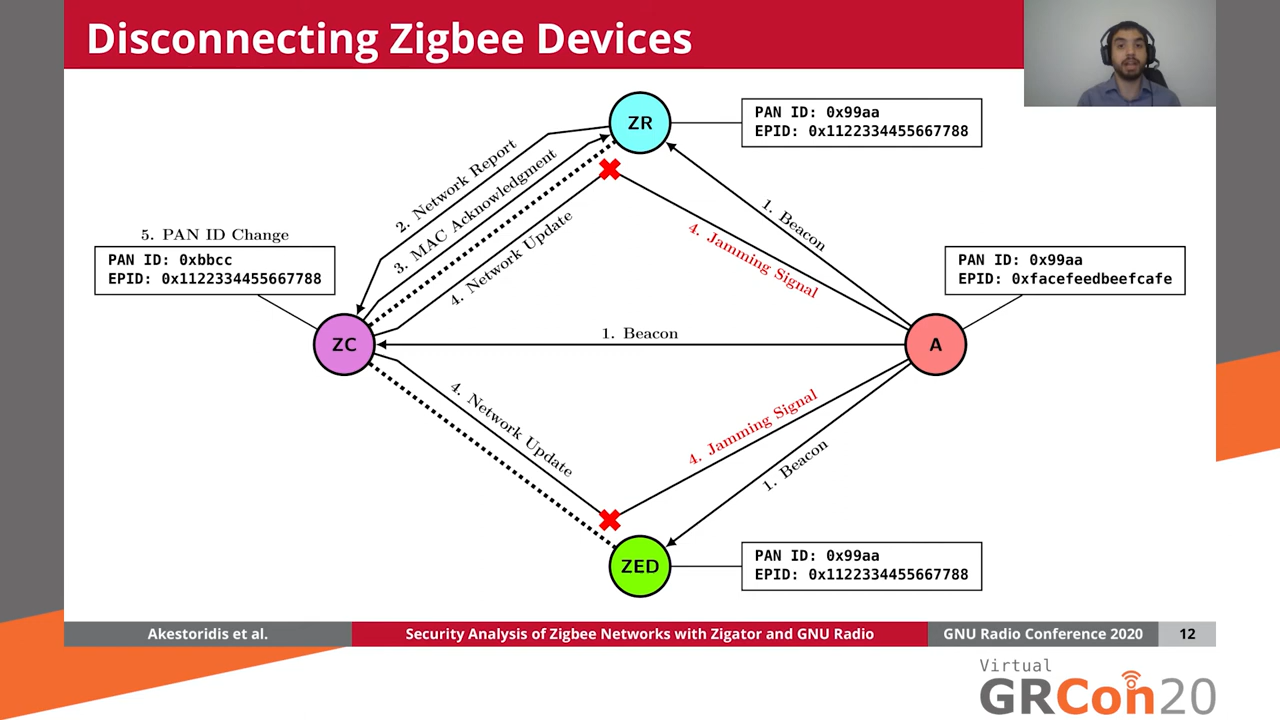 Disconnecting Zigbee Devices
ZR
PAN ID: 0x99aa
EPID: 0x1122334455667788
2. Network Report
3. MAC Acknowledgment
4. Network Update
1. Beacon
4. Jamming Signal
5. PAN ID Change
PAN ID: 0xbbcc
EPID: 0x1122334455667788
PAN ID: 0x99aa
EPID: 0xfacefeedbeefcafe
ZC
1. Beacon
A
4. Network Update
4. Jamming Signal
1. Beacon
ZED
PAN ID: 0x99aa
EPID: 0x1122334455667788
Akestoridis et al.
Security Analysis of Zigbee Networks with Zigator and GNU Radio
GNU Radio Conference 2020
12
Virtual
GRCon20